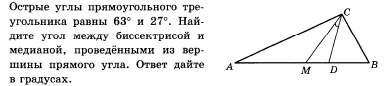 Острые углы прямоугольного тре-
угольника равны 63° и 27°. Най-
дите угол между биссектрисой и
медианой, проведёнными из вер-
шины прямого угла. Ответ дайте
в градусах.
C
A
M
D
B